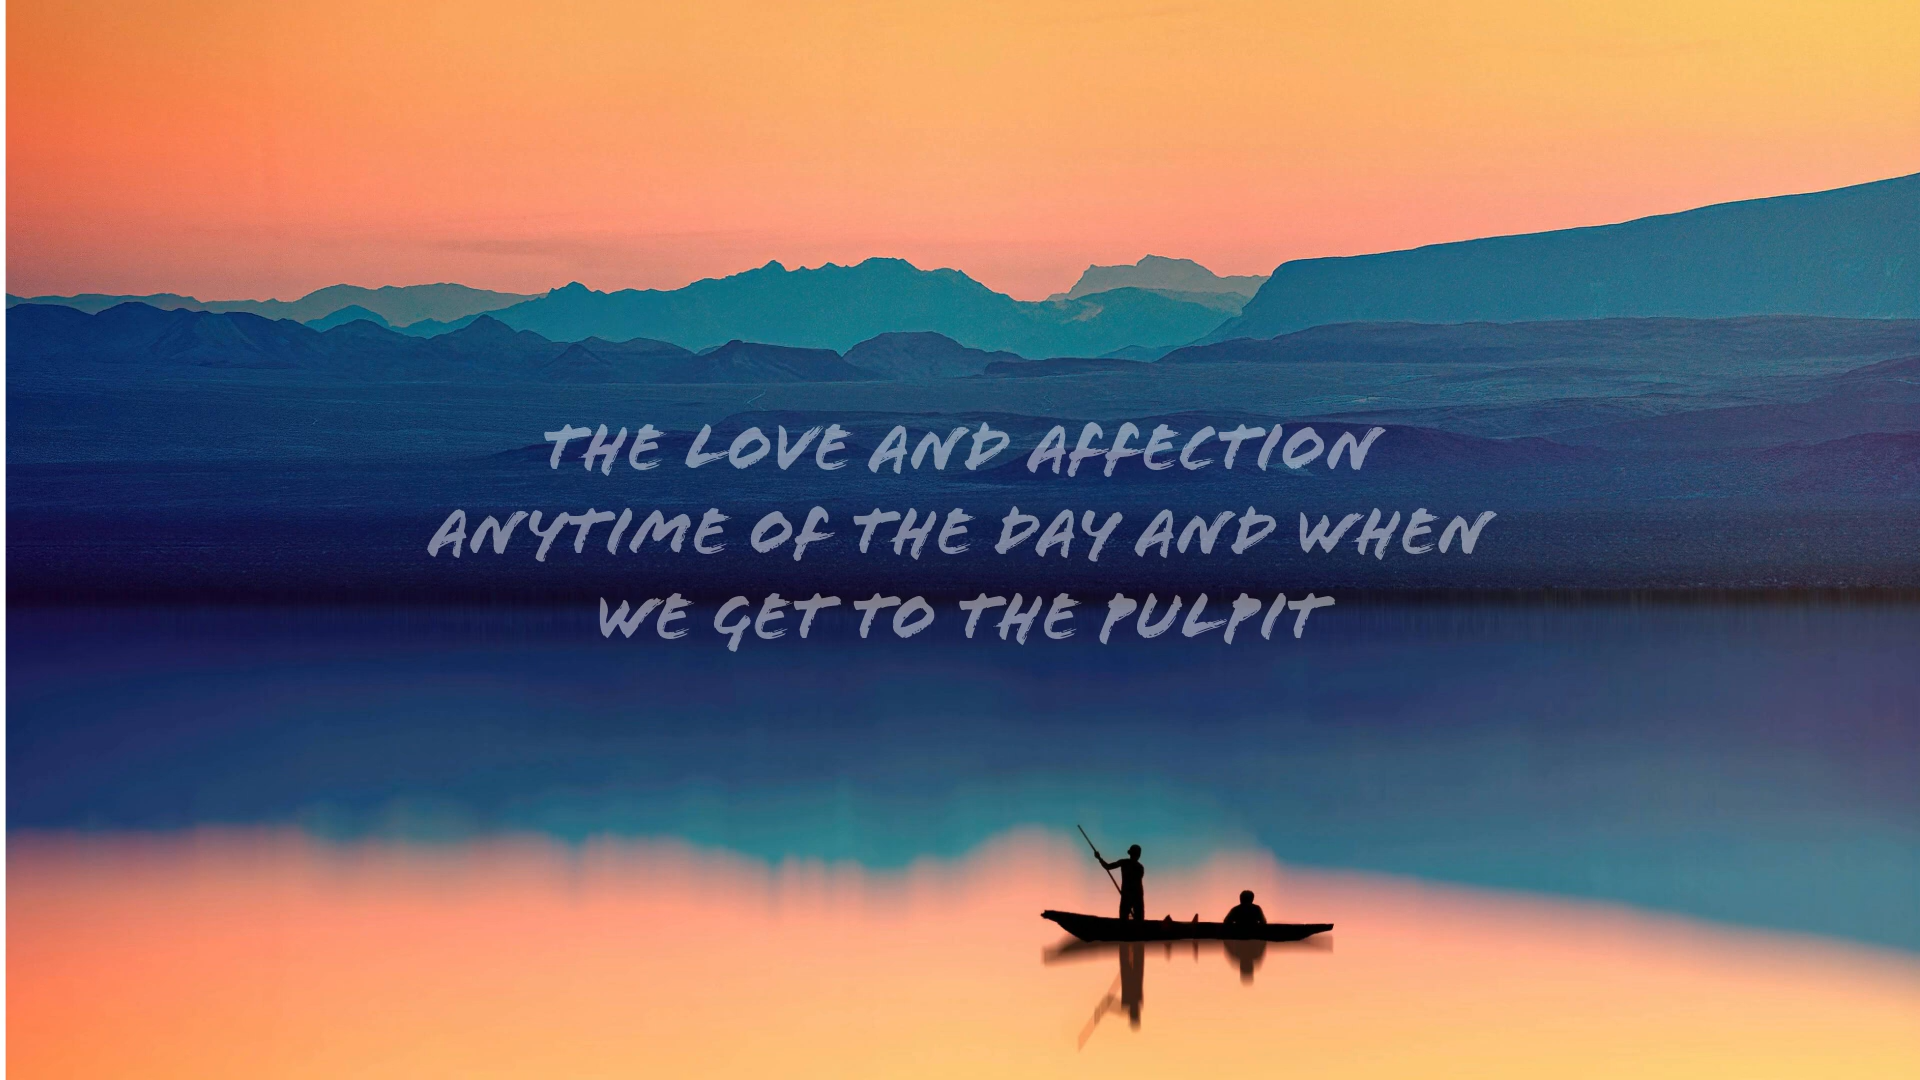 THE LOVE AND AFFECTION
ANYTIME OF THE DAY AND WHEN
WE GET TO THE PULPIT